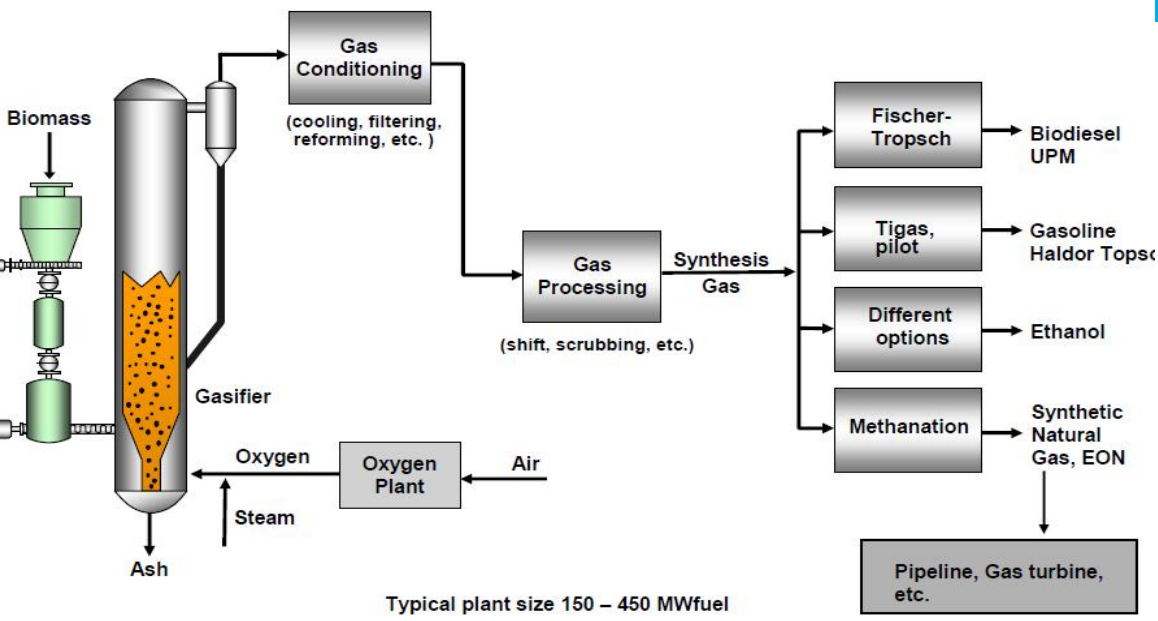 Gas
Conditioning
(cooling, filtering,
reforming, etc. )
Biomass
Fischer-
Tropsch
Biodiesel
UPM
Tigas,
pilot
Gasoline
Haldor Topso
Gas
Processing
(shift, scrubbing, etc.)
Synthesis
Gas
Different
options
Ethanol
Methanation
Synthetic
Natural
Gas, EON
Gasifier
Oxygen
Oxygen
Plant
Air
Steam
Ash
Pipeline, Gas turbine,
etc.
Typical plant size 150 – 450 MWfuel